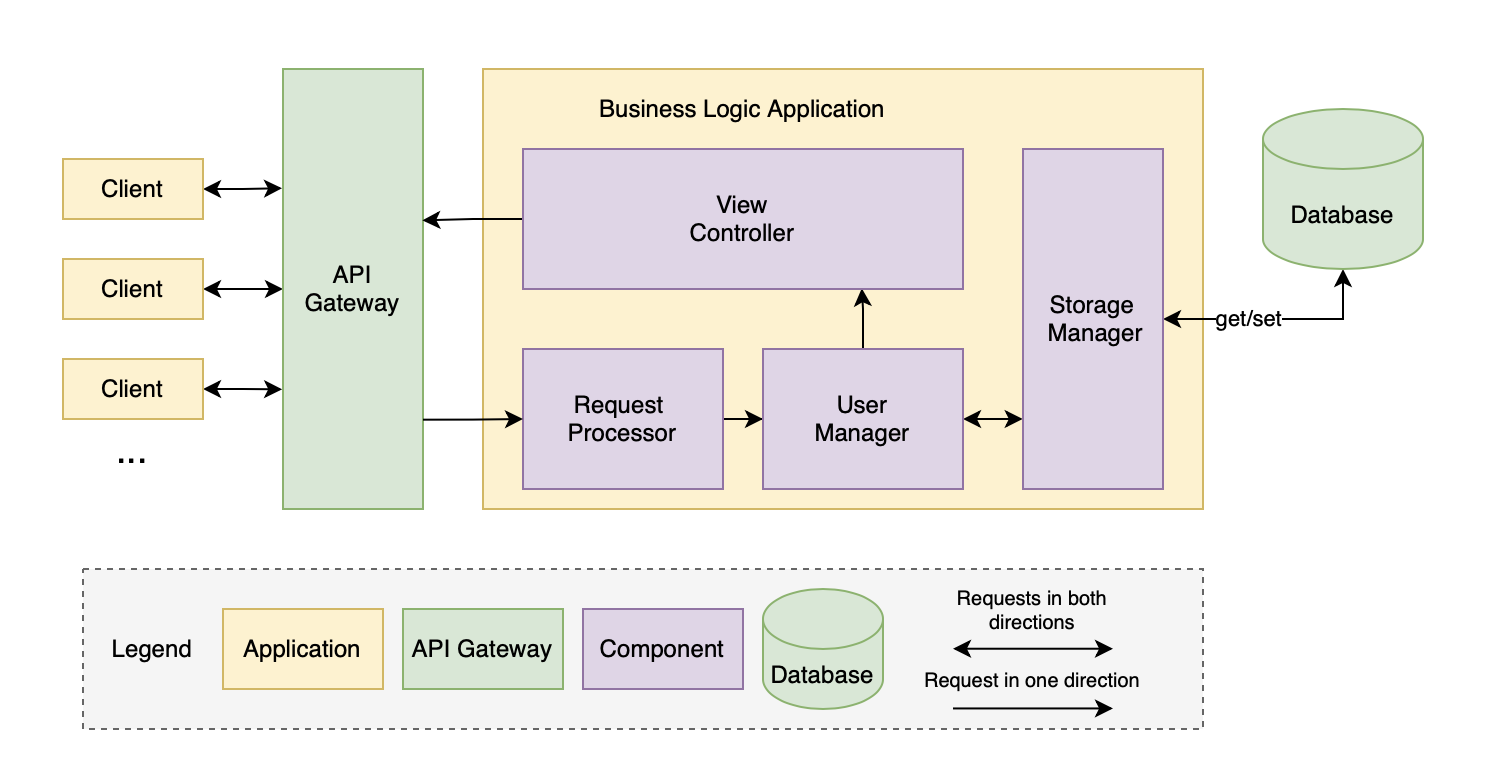 Business Logic Application
Client
Client
Client
...
API
Gateway
View
Controller
Request
Processor
User
Manager
Storage
Manager
get/set
Database
Legend
Application
API Gateway
Component
Database
Requests in both
directions
Request in one direction